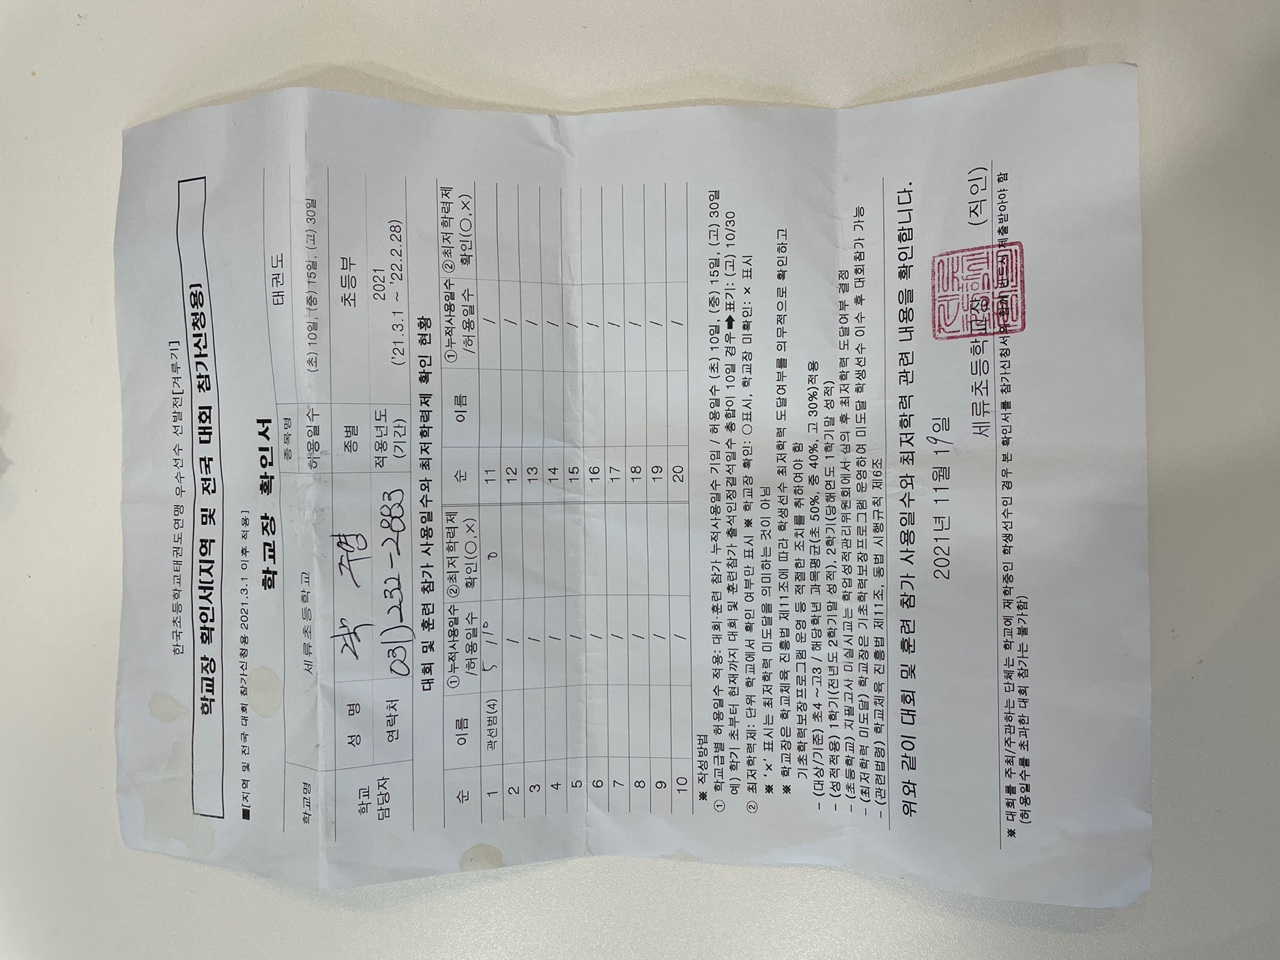 한국초등학교태권도연맹 우수선수 선발전[겨루기]
학교장 확인서(지역 및 전국 대회 참가신청용)
■[지역 및 전국 대회 참가신청용 2021.3.1 이후 적용]
학교장 확인서
학교명 세류초등학교 종목명 태권도
허용일수 (초) 10일, (중) 15일, (고) 30일
학교 담당자 성 명 종별 초등부
연락처 031)232-2883 적용년도 (기간) 2021 ('21.3.1 ~ '22.2.28)
대회 및 훈련 참가 사용일수와 최저학력제 확인 현황
순 이름 ①누적사용일수 /허용일수 ②최저학력제 확인(○,×) 순 이름 ①누적사용일수 /허용일수 ②최저학력제 확인(○,×)
1 곽선범(4) 5 / 10 0 11 /
2 / 12 /
3 / 13 /
4 / 14 /
5 / 15 /
6 / 16 /
7 / 17 /
8 / 18 /
9 / 19 /
10 / 20 /
※ 작성방법
① 학교급별 허용일수 적용: 대회·훈련 참가 누적사용일수 기입 / 허용일수 (초) 10일, (중) 15일, (고) 30일
예) 학기 초부터 현재까지 대회 및 훈련참가 출석인정결석일수 총합이 10일 경우➡표기: (고) 10/30
② 최저학력제: 단위 학교에서 확인 여부만 표시 ※ 학교장 확인: ○표시, 학교장 미확인: × 표시
※ '×' 표시는 최저학력 미도달을 의미하는 것이 아님
※ 학교장은 학교체육 진흥법 제11조에 따라 학생선수 최저학력 도달여부를 의무적으로 확인하고
기초학력보장프로그램 운영 등 적절한 조치를 취하여야 함
- (대상/기준) 초4 ~고3 / 해당학년 과목평균(초 50%, 중 40%, 고 30%)적용
- (성적적용) 1학기(전년도 2학기말 성적), 2학기(당해연도 1학기말 성적)
- (초등학교) 지필고사 미실시교는 학업성적관리위원회에서 심의 후 최저학력 도달여부 결정
- (최저학력 미도달) 학교장은 기초학력보장프로그램 운영하여 미도달 학생선수 이수 후 대회참가 가능
- (관련법령) 학교체육 진흥법 제11조, 동법 시행규칙 제6조
위와 같이 대회 및 훈련 참가 사용일수와 최저학력 관련 내용을 확인합니다.
2021년 11월 19일
세류초등학교장 (직인)
※ 대회를 주최/주관하는 단체는 학교에 재학중인 학생선수인 경우 본 확인서를 참가신청서와 함께 반드시 제출받아야 함
(허용일수를 초과한 대회 참가는 불가함)